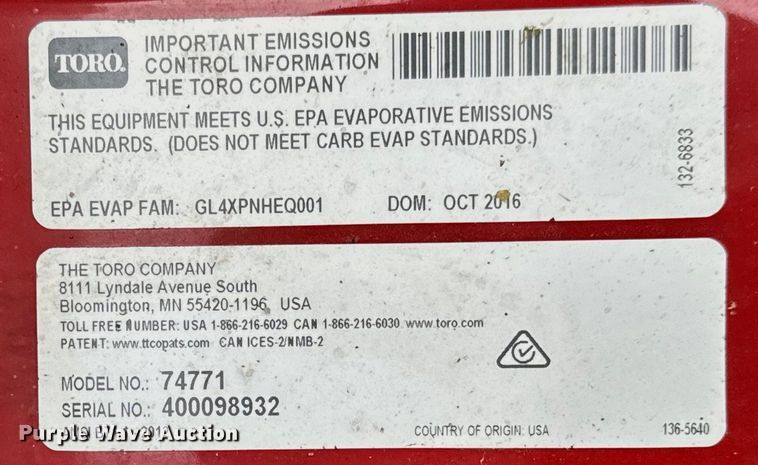 TORO.
IMPORTANT EMISSIONS
CONTROL INFORMATION
THE TORO COMPANY
THIS EQUIPMENT MEETS U.S. EPA EVAPORATIVE EMISSIONS
STANDARDS. (DOES NOT MEET CARB EVAP STANDARDS.)
132-6833
EPA EVAP FAM: GL4XPNHEQ001 DOM: OCT 2016
THE TORO COMPANY
8111 Lyndale Avenue South
Bloomington, MN 55420-1196, USA
TOLL FREE NUMBER: USA 1-866-216-6029 CAN 1-866-216-6030 www.toro.com
PATENT: www.ttcopats.com CAN ICES-2/NMB-2
MODEL NO.: 74771
SERIAL NO.: 400098932
COUNTRY OF ORIGIN: USA 136-5640
Purple Wave Auction